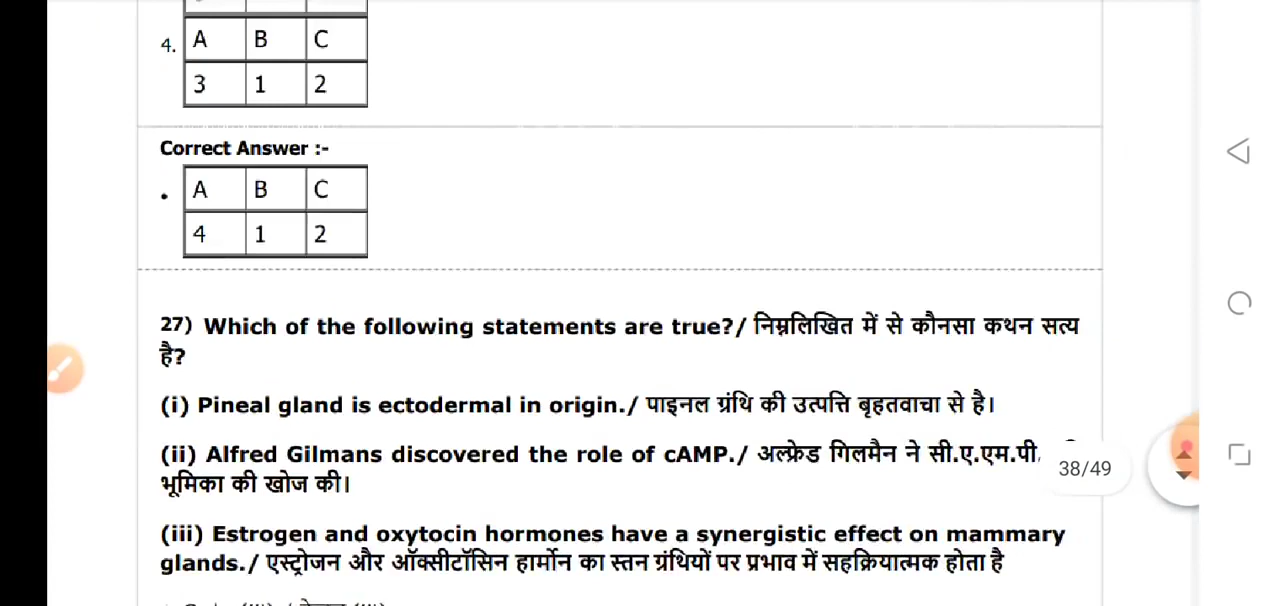 4. A B C
3 1 2
Correct Answer :-
• A B C
4 1 2
27) Which of the following statements are true?/ निम्नलिखित में से कौनसा कथन सत्य
है?
(i) Pineal gland is ectodermal in origin./ पाइनल ग्रंथि की उत्पत्ति बृहतवाचा से है।
(ii) Alfred Gilmans discovered the role of cAMP./ अल्फ्रेड गिलमैन ने सी.ए.एम.पी.
38/49
भूमिका की खोज की।
(iii) Estrogen and oxytocin hormones have a synergistic effect on mammary
glands./ एस्ट्रोजन और ऑक्सीटॉसिन हार्मोन का स्तन ग्रंथियों पर प्रभाव में सहक्रियात्मक होता है